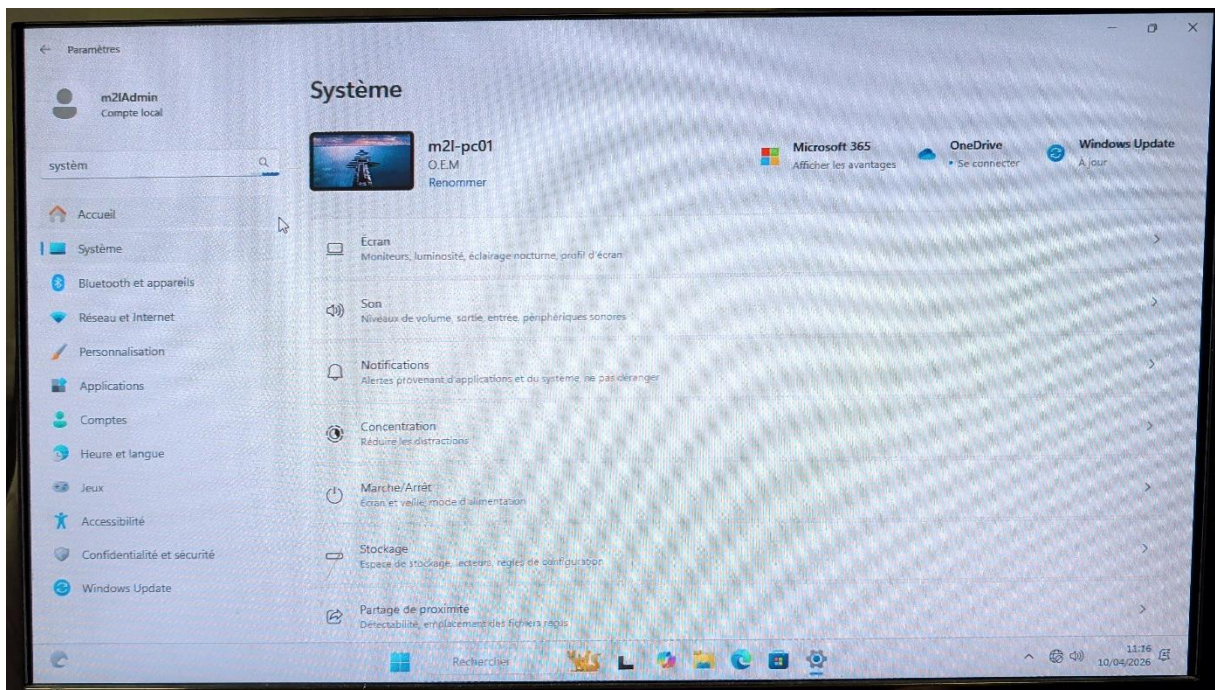 Paramètres
m2lAdmin
Compte local
systèm
Accueil
Système
Bluetooth et appareils
Réseau et Internet
Personnalisation
Applications
Comptes
Heure et langue
Jeux
Accessibilité
Confidentialité et sécurité
Windows Update
Système
m2l-pc01
O.E.M
Renommer
Microsoft 365
Afficher les avantages
OneDrive
• Se connecter
Windows Update
À jour
Écran
Moniteurs, luminosité, éclairage nocturne, profil d'écran
Son
Niveaux de volume, sortie, entrée, périphériques sonores
Notifications
Alertes provenant d'applications et du système, ne pas déranger
Concentration
Réduire les distractions
Marche/Arrêt
Écran et veille, mode d'alimentation
Stockage
Espace de stockage, lecteurs, règles de configuration
Partage de proximité
Détectabilité, emplacement des fichiers reçus
Rechercher
11:16
10/04/2026